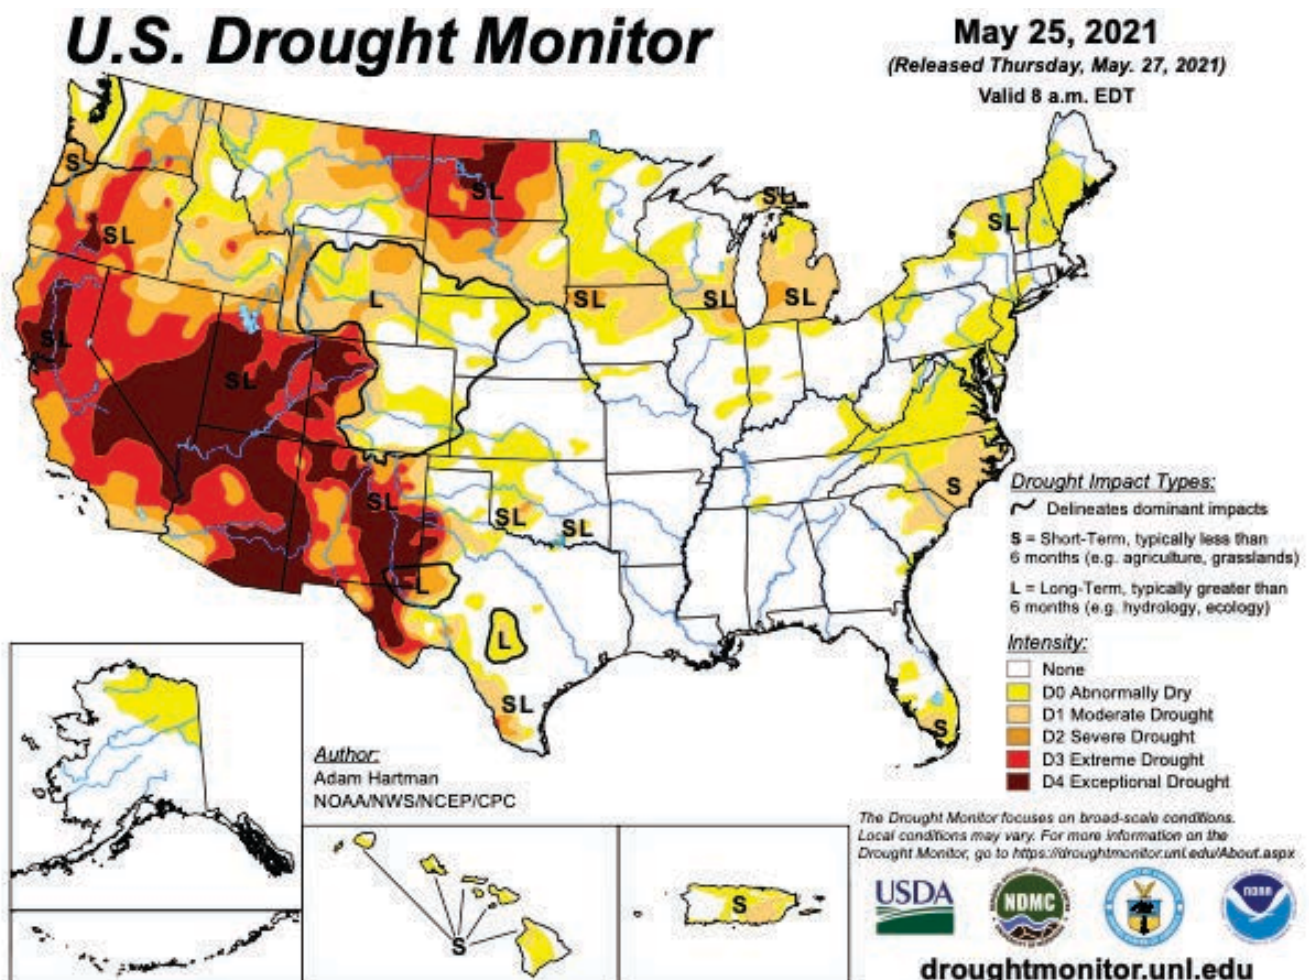 U.S. Drought Monitor
May 25, 2021
(Released Thursday, May. 27, 2021)
Valid 8 a.m. EDT
S
SL
SL
SL
L
SL
SL
SL
SL
SL
SL
SL
SL
SL
L
L
SL
S
S
Drought Impact Types:
Delineates dominant impacts
S = Short-Term, typically less than
6 months (e.g. agriculture, grasslands)
L = Long-Term, typically greater than
6 months (e.g. hydrology, ecology)
Intensity:
None
D0 Abnormally Dry
D1 Moderate Drought
D2 Severe Drought
D3 Extreme Drought
D4 Exceptional Drought
Author:
Adam Hartman
NOAA/NWS/NCEP/CPC
S
S
The Drought Monitor focuses on broad-scale conditions.
Local conditions may vary. For more information on the
Drought Monitor, go to https://droughtmonitor.unl.edu/About.aspx
USDA
NDMC
noaa
droughtmonitor.unl.edu